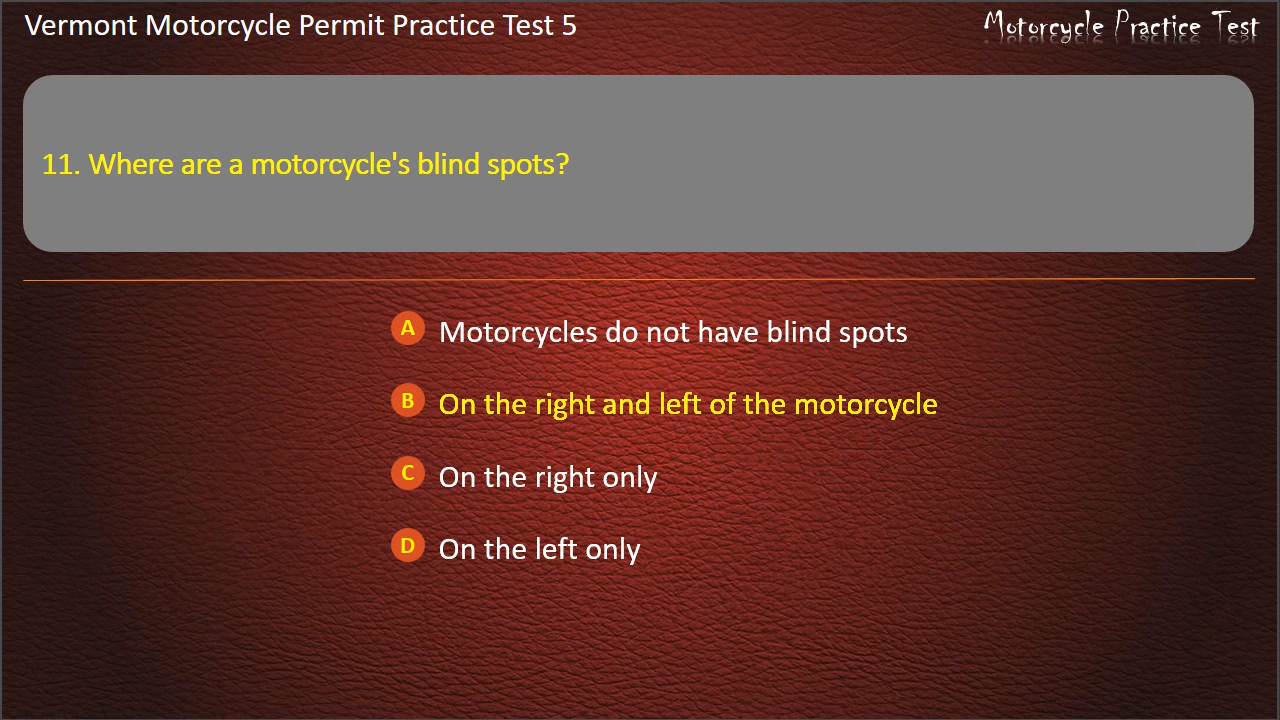 Vermont Motorcycle Permit Practice Test 5
Motorcycle Practice Test
11. Where are a motorcycle's blind spots?
A Motorcycles do not have blind spots
B On the right and left of the motorcycle
C On the right only
D On the left only